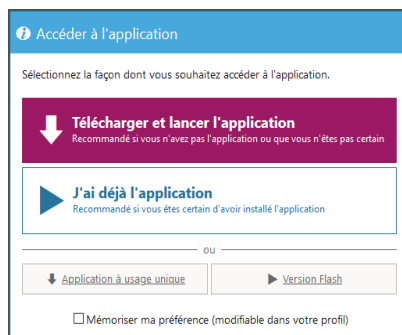 Accéder à l'application
Sélectionnez la façon dont vous souhaitez accéder à l'application.
Télécharger et lancer l'application
Recommandé si vous n'avez pas l'application ou que vous n'êtes pas certain
J'ai déjà l'application
Recommandé si vous êtes certain d'avoir installé l'application
ou
Application à usage unique
Version Flash
Mémoriser ma préférence (modifiable dans votre profil)